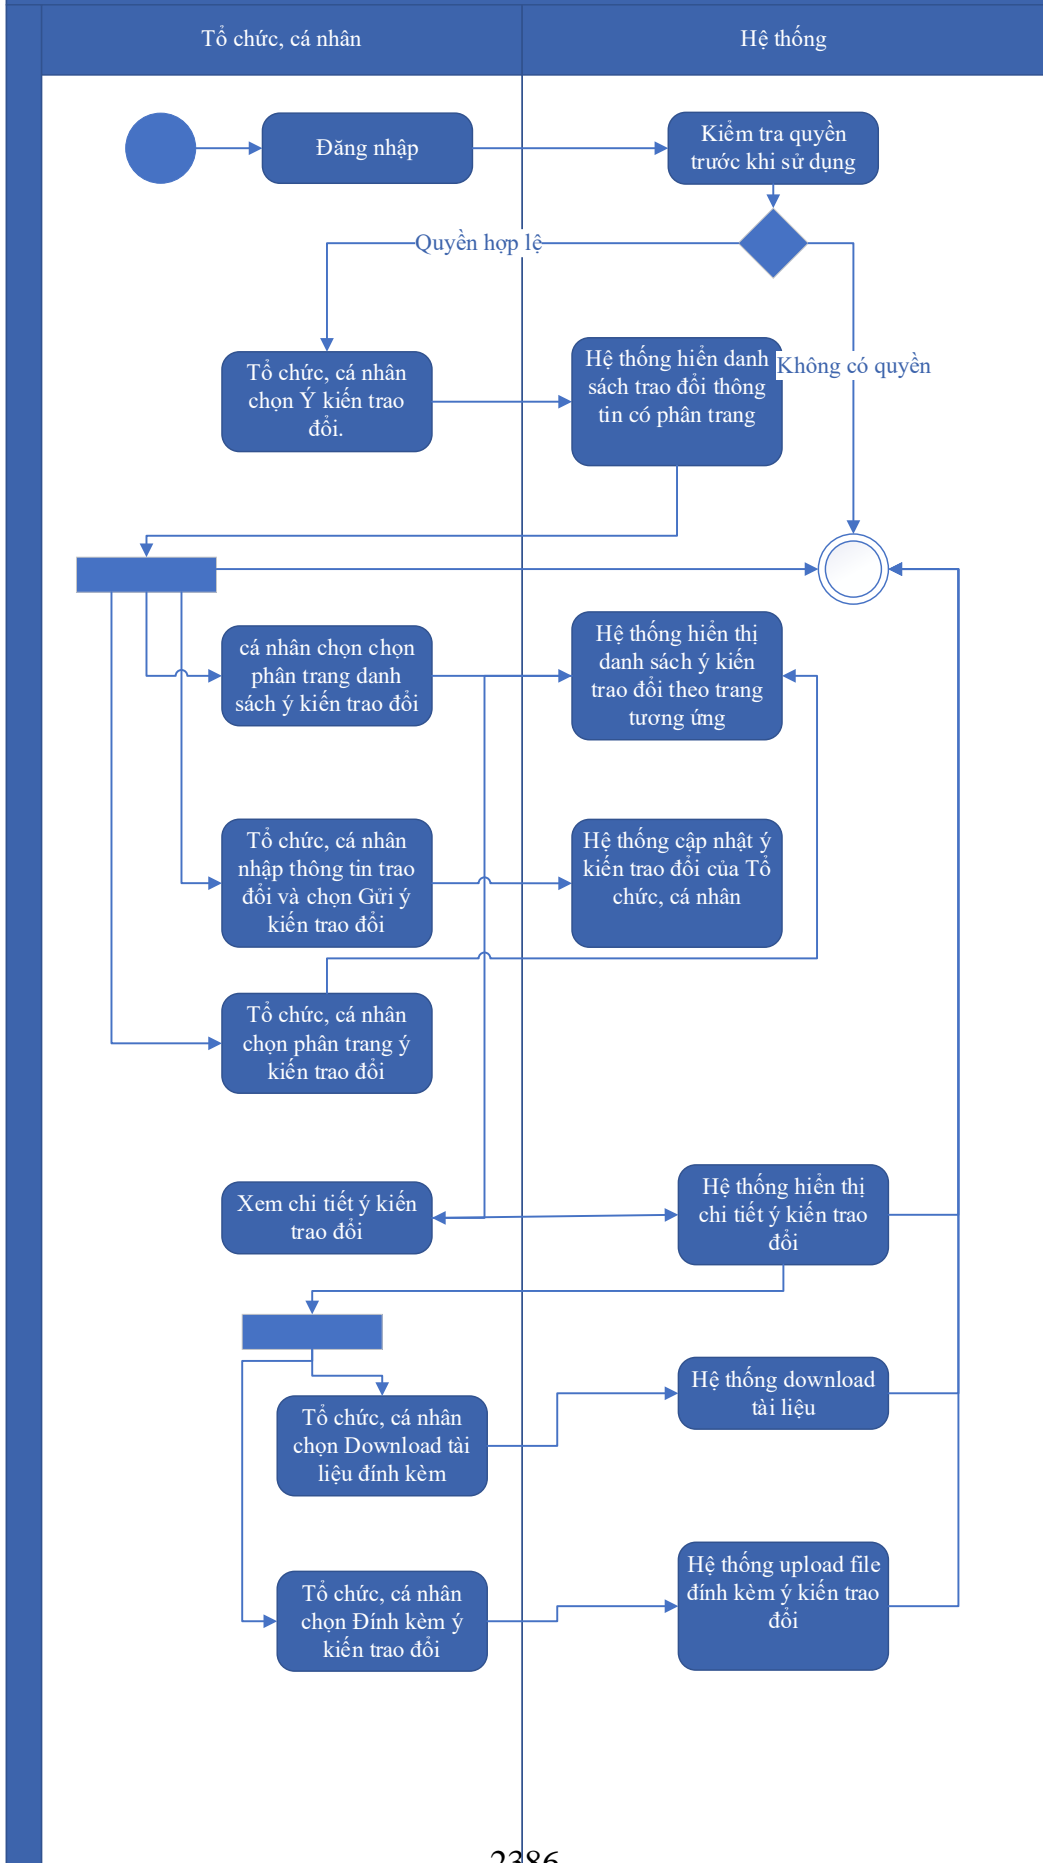 Tổ chức, cá nhân
Hệ thống
Đăng nhập
Kiểm tra quyền
trước khi sử dụng
Quyền hợp lệ
Không có quyền
Tổ chức, cá nhân
chọn Ý kiến trao
đổi.
Hệ thống hiển danh
sách trao đổi thông
tin có phân trang
cá nhân chọn chọn
phân trang danh
sách ý kiến trao đổi
Hệ thống hiển thị
danh sách ý kiến
trao đổi theo trang
tương ứng
Tổ chức, cá nhân
nhập thông tin trao
đổi và chọn Gửi ý
kiến trao đổi
Hệ thống cập nhật ý
kiến trao đổi của Tổ
chức, cá nhân
Tổ chức, cá nhân
chọn phân trang ý
kiến trao đổi
Xem chi tiết ý kiến
trao đổi
Hệ thống hiển thị
chi tiết ý kiến trao
đổi
Tổ chức, cá nhân
chọn Download tài
liệu đính kèm
Hệ thống download
tài liệu
Tổ chức, cá nhân
chọn Đính kèm ý
kiến trao đổi
Hệ thống upload file
đính kèm ý kiến trao
đổi
2386